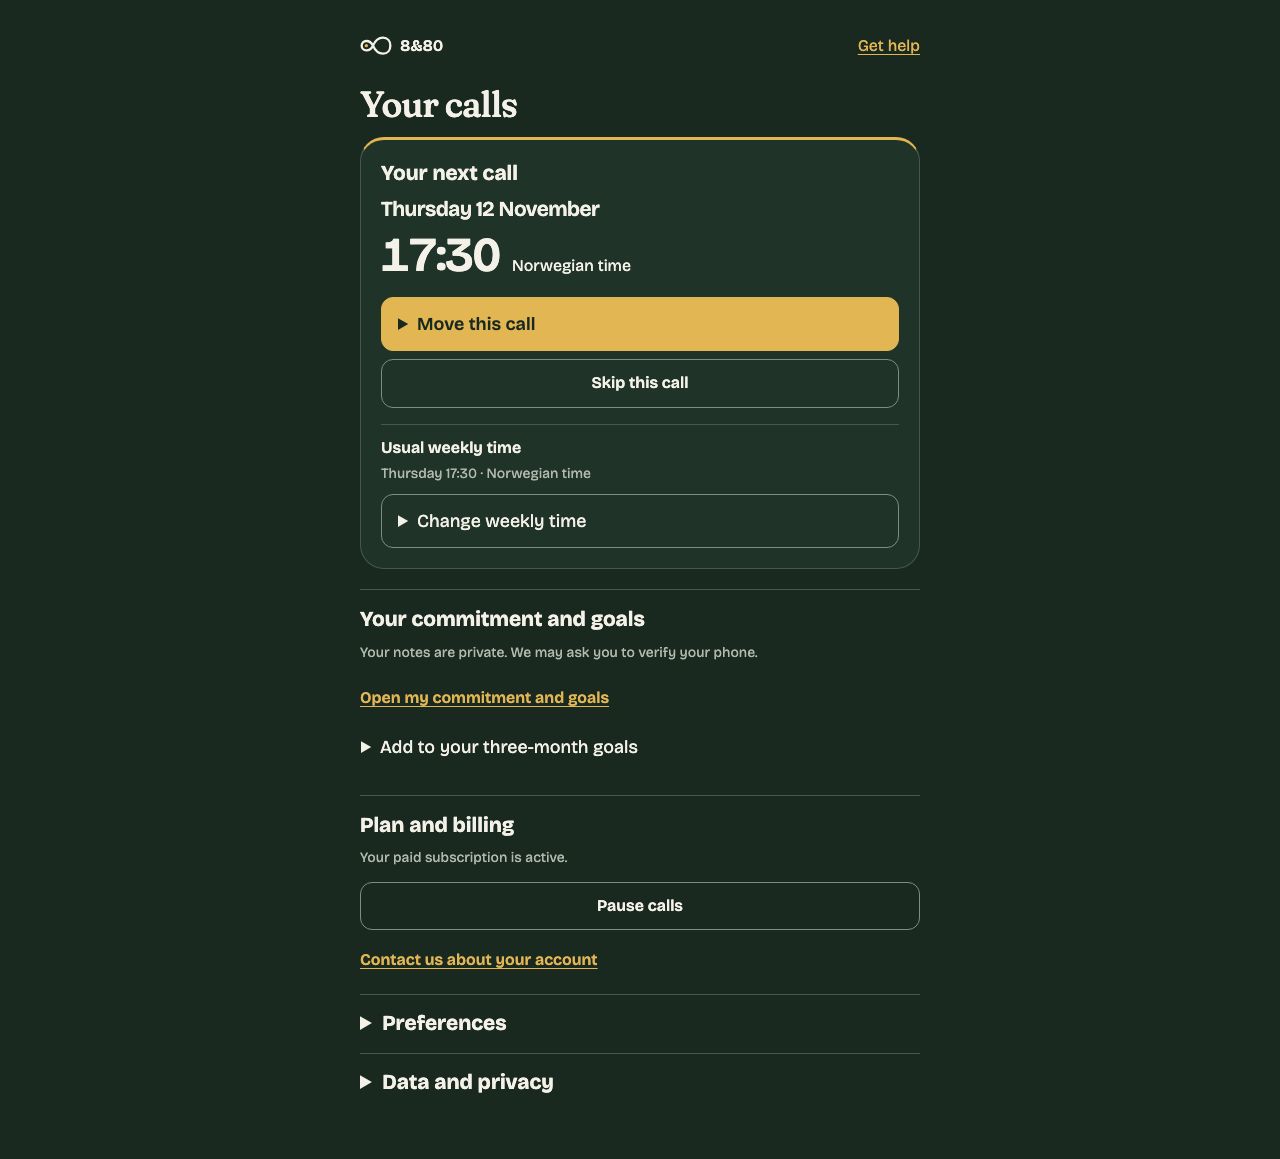 8&80
Get help
Your calls
Your next call
Thursday 12 November
17:30 Norwegian time
Move this call
Skip this call
Usual weekly time
Thursday 17:30 · Norwegian time
Change weekly time
Your commitment and goals
Your notes are private. We may ask you to verify your phone.
Open my commitment and goals
Add to your three-month goals
Plan and billing
Your paid subscription is active.
Pause calls
Contact us about your account
Preferences
Data and privacy